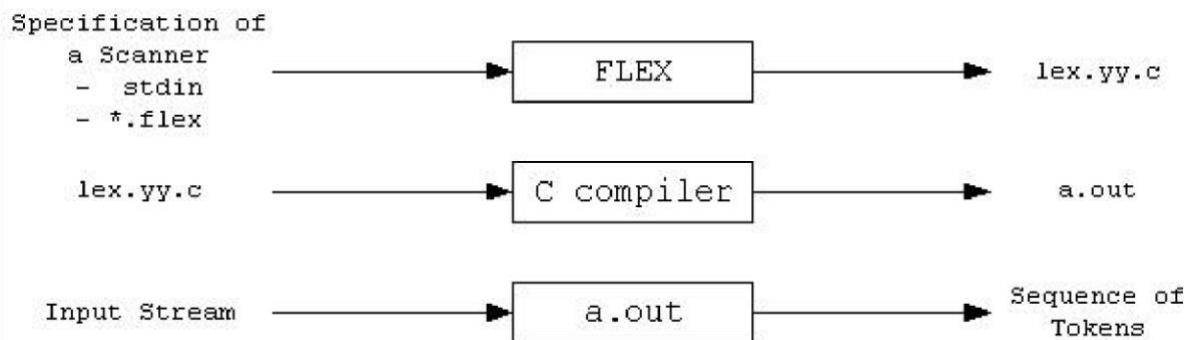 Specification of
a Scanner
- stdin
- *.flex
FLEX
lex.yy.c
lex.yy.c
C compiler
a.out
Input Stream
a.out
Sequence of
Tokens